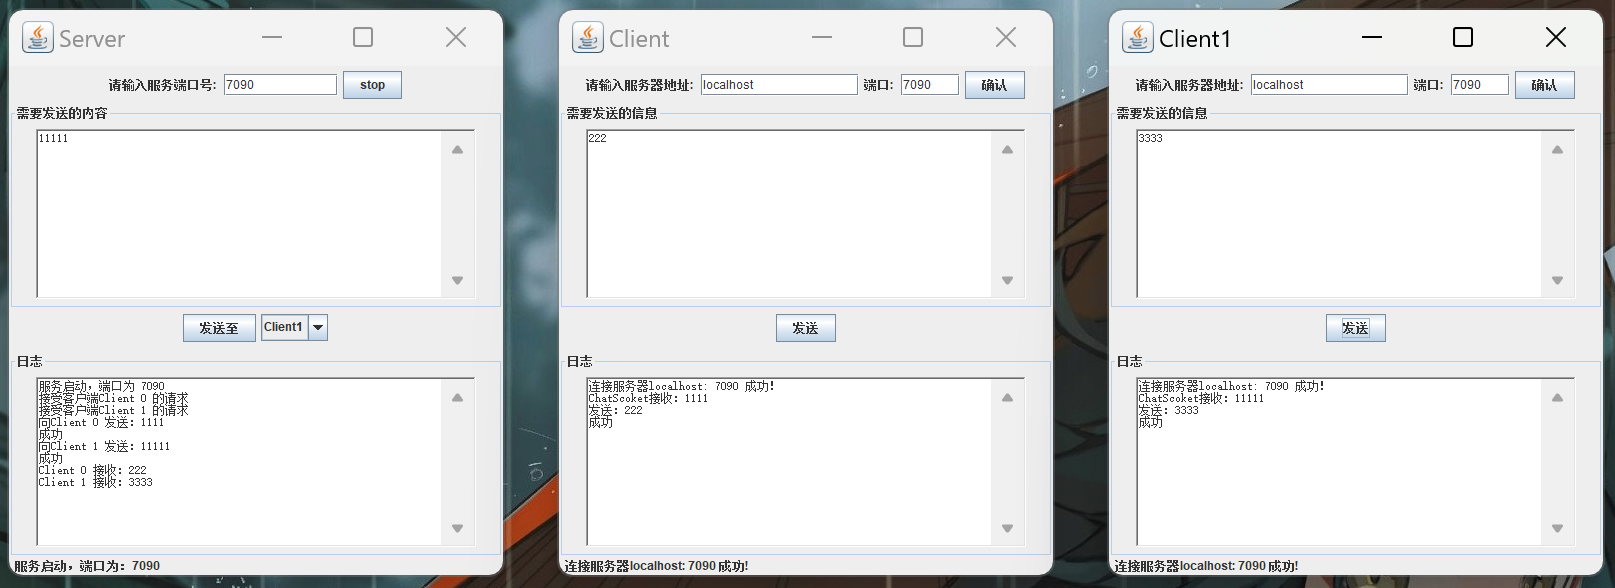 Server
请输入服务端口号: 7090 stop
需要发送的内容
11111
发送至 Client1
日志
服务启动，端口为 7090
接受客户端Client 0 的请求
接受客户端Client 1 的请求
向Client 0 发送：1111
成功
向Client 1 发送：11111
成功
Client 0 接收：222
Client 1 接收：3333
服务启动，端口为：7090
Client
请输入服务器地址: localhost 端口: 7090 确认
需要发送的信息
222
发送
日志
连接服务器localhost: 7090 成功!
ChatScoket接收：1111
发送：222
成功
连接服务器localhost: 7090 成功!
Client1
请输入服务器地址: localhost 端口: 7090 确认
需要发送的信息
3333
发送
日志
连接服务器localhost: 7090 成功!
ChatScoket接收：11111
发送：3333
成功
连接服务器localhost: 7090 成功!